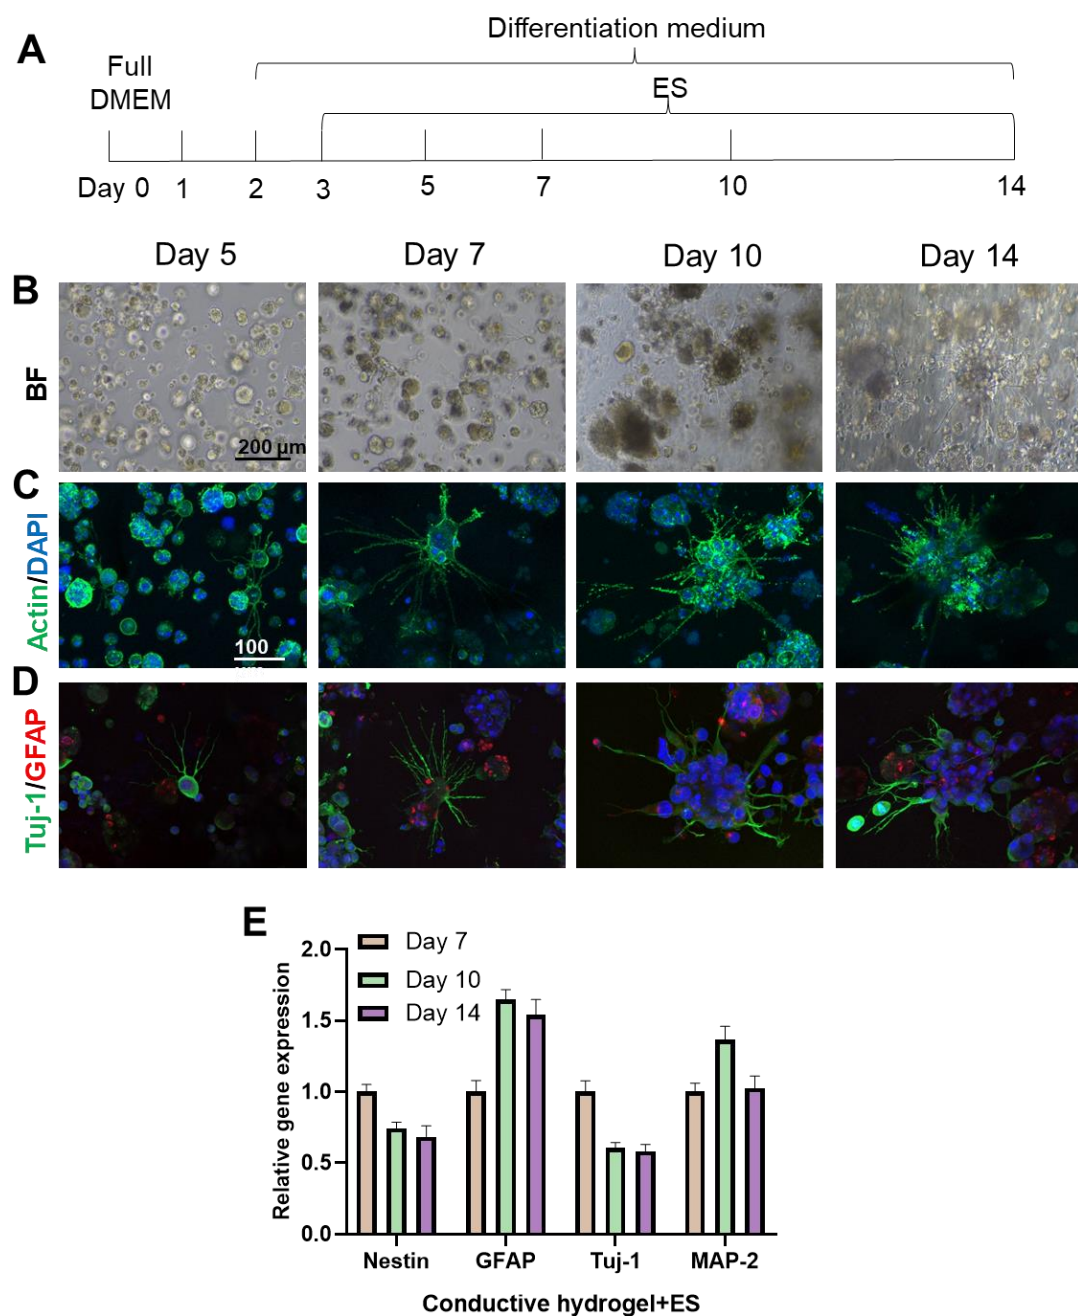 A
Differentiation medium
Full
DMEM
ES
Day 0 1 2 3 5 7 10 14
Day 5 Day 7 Day 10 Day 14
B
BF
200 µm
C
Actin/DAPI
100
D
Tuj-1/GFAP
E
Day 7
Day 10
Day 14
Relative gene expression
2.0
1.5
1.0
0.5
0.0
Nestin GFAP Tuj-1 MAP-2
Conductive hydrogel+ES